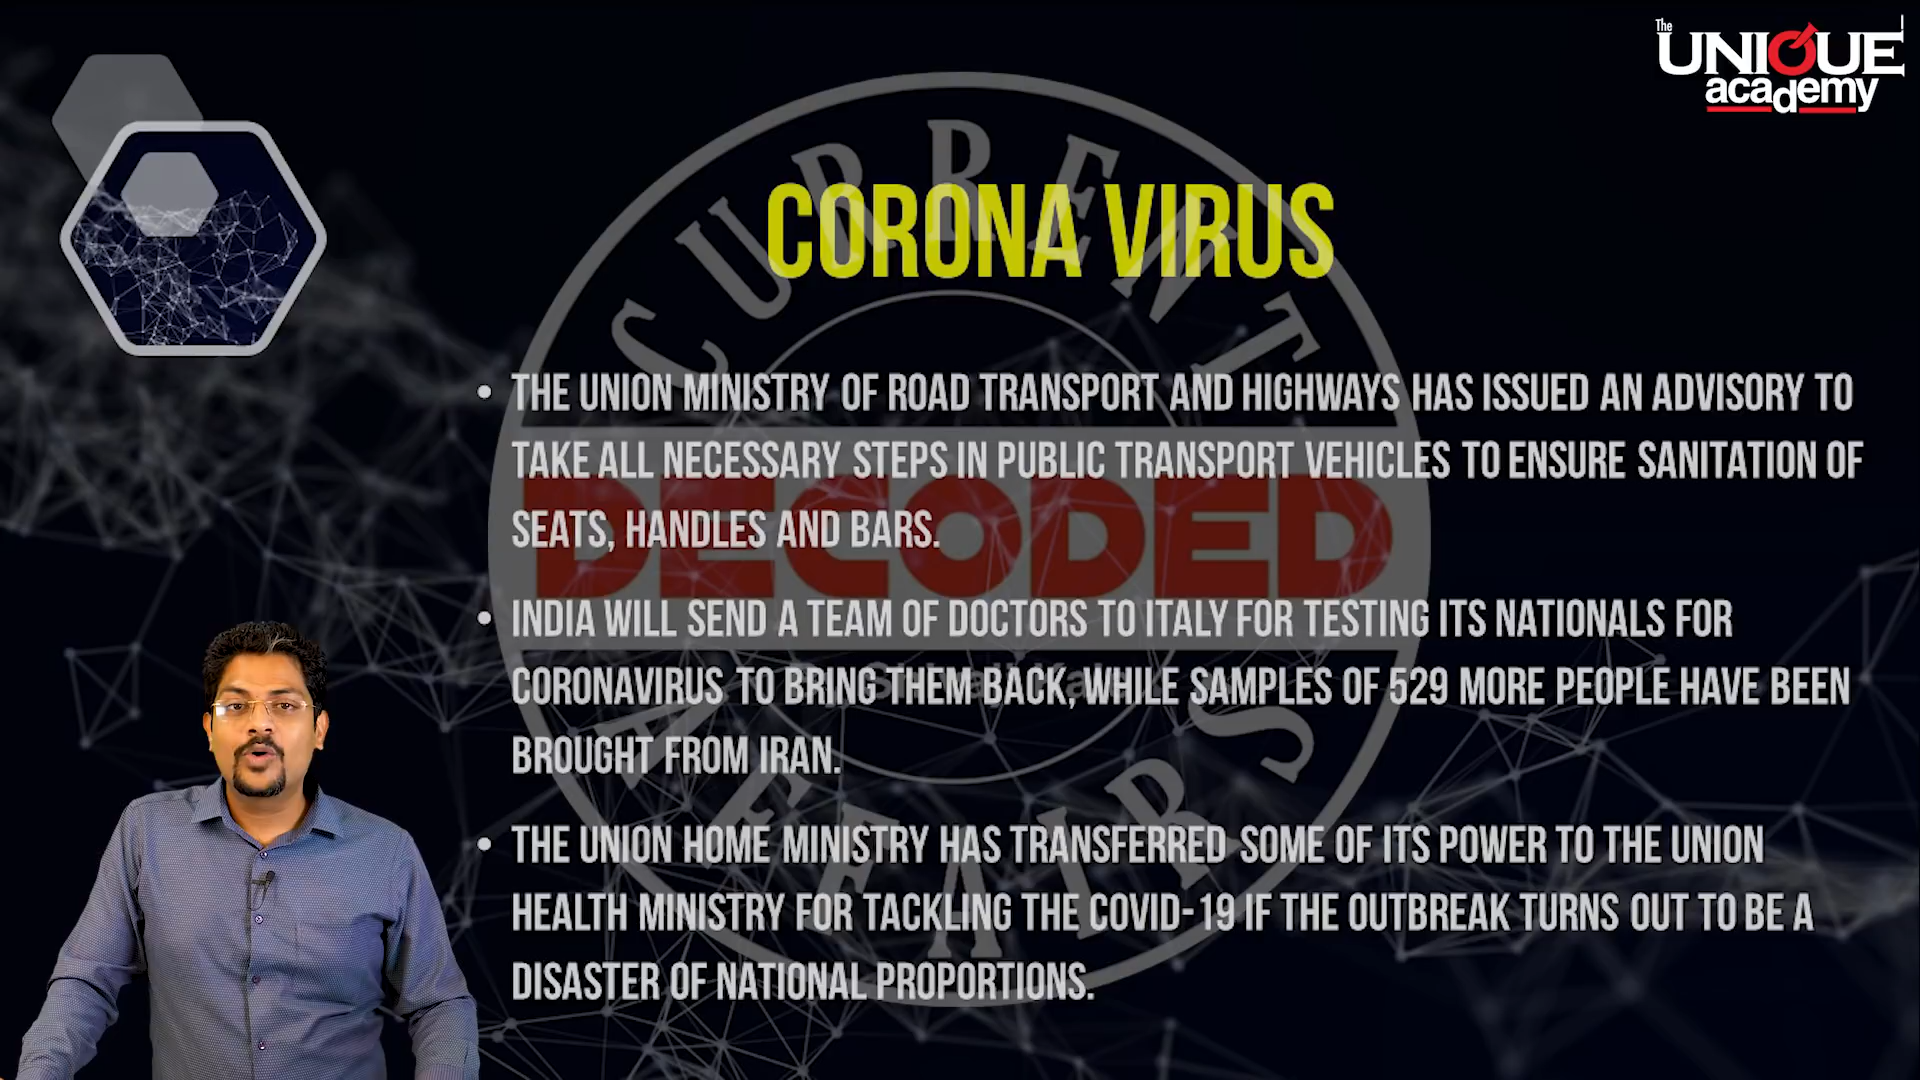 The
UNIQUE
academy
CURRENT
CORONA VIRUS
• THE UNION MINISTRY OF ROAD TRANSPORT AND HIGHWAYS HAS ISSUED AN ADVISORY TO
TAKE ALL NECESSARY STEPS IN PUBLIC TRANSPORT VEHICLES TO ENSURE SANITATION OF
SEATS, HANDLES AND BARS.
DECODED
• INDIA WILL SEND A TEAM OF DOCTORS TO ITALY FOR TESTING ITS NATIONALS FOR
CORONAVIRUS TO BRING THEM BACK, WHILE SAMPLES OF 529 MORE PEOPLE HAVE BEEN
BROUGHT FROM IRAN.
• THE UNION HOME MINISTRY HAS TRANSFERRED SOME OF ITS POWER TO THE UNION
HEALTH MINISTRY FOR TACKLING THE COVID-19 IF THE OUTBREAK TURNS OUT TO BE A
DISASTER OF NATIONAL PROPORTIONS.
AFFAIRS